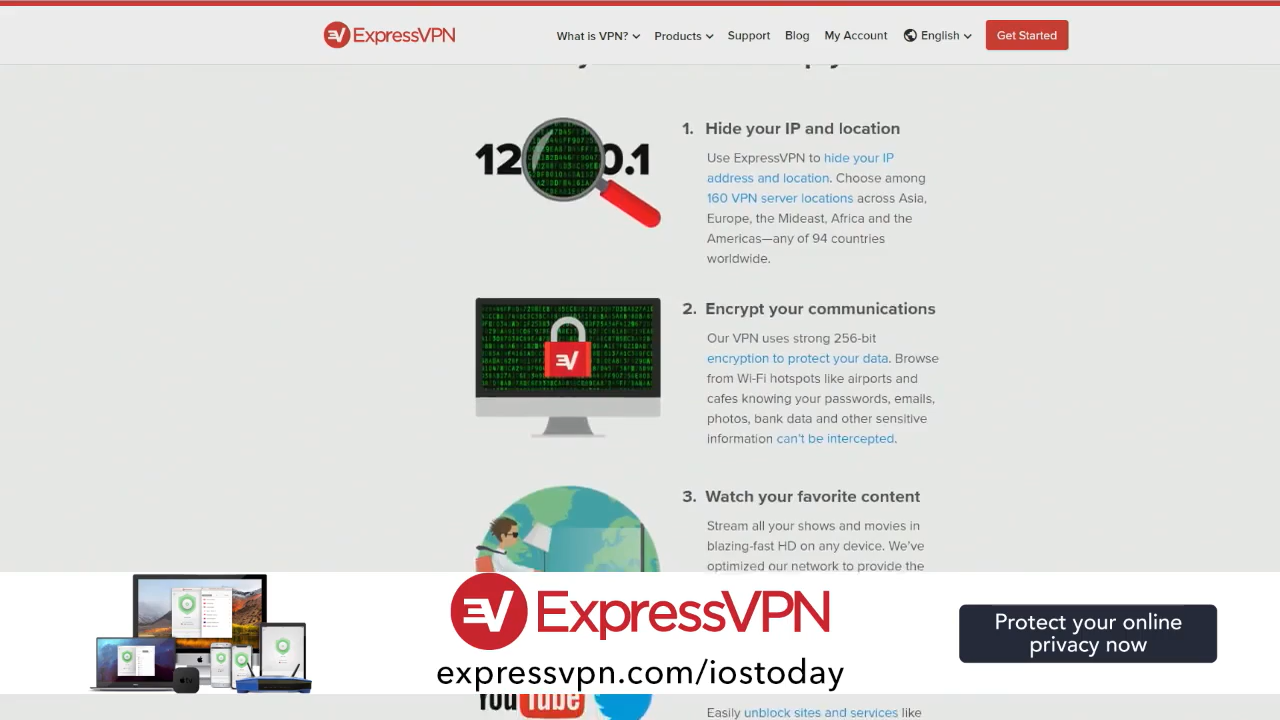 ExpressVPN
What is VPN?
Products
Support
Blog
My Account
English
Get Started
12 0.1
1. Hide your IP and location
Use ExpressVPN to hide your IP
address and location. Choose among
160 VPN server locations across Asia,
Europe, the Mideast, Africa and the
Americas—any of 94 countries
worldwide.
2. Encrypt your communications
Our VPN uses strong 256-bit
encryption to protect your data. Browse
from Wi-Fi hotspots like airports and
cafes knowing your passwords, emails,
photos, bank data and other sensitive
information can't be intercepted.
3. Watch your favorite content
Stream all your shows and movies in
blazing-fast HD on any device. We've
optimized our network to provide the
ExpressVPN
expressvpn.com/iostoday
Protect your online
privacy now
YouTube
Easily unblock sites and services like